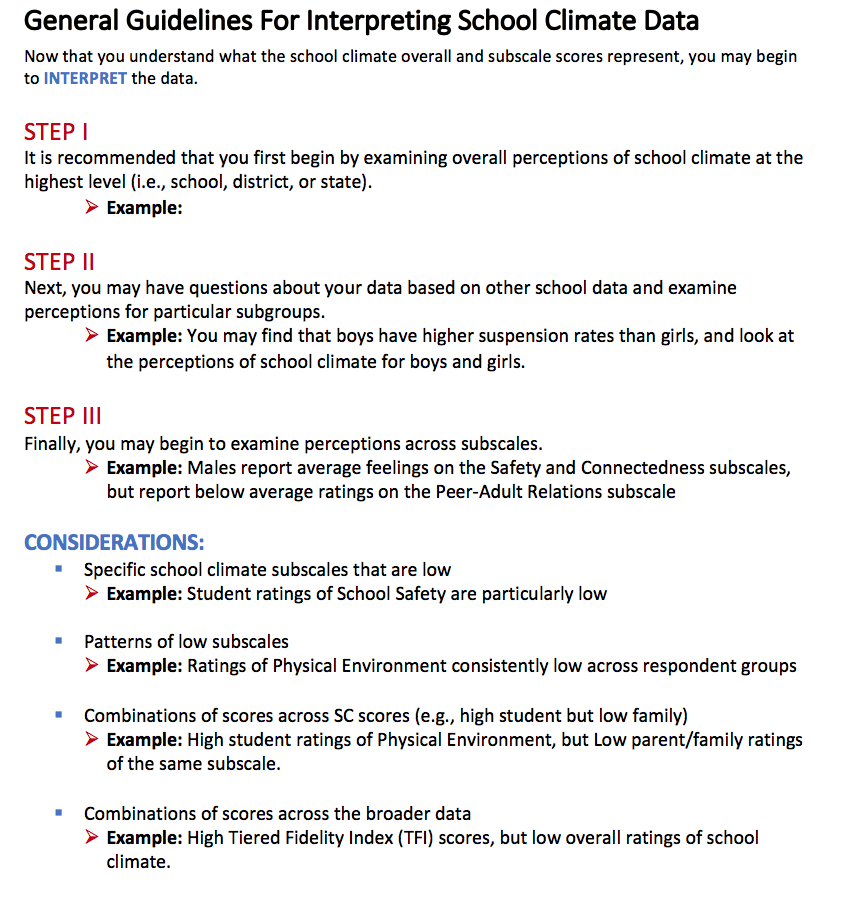 General Guidelines For Interpreting School Climate Data
Now that you understand what the school climate overall and subscale scores represent, you may begin
to INTERPRET the data.
STEP I
It is recommended that you first begin by examining overall perceptions of school climate at the
highest level (i.e., school, district, or state).
➢ Example:
STEP II
Next, you may have questions about your data based on other school data and examine
perceptions for particular subgroups.
➢ Example: You may find that boys have higher suspension rates than girls, and look at
the perceptions of school climate for boys and girls.
STEP III
Finally, you may begin to examine perceptions across subscales.
➢ Example: Males report average feelings on the Safety and Connectedness subscales,
but report below average ratings on the Peer-Adult Relations subscale
CONSIDERATIONS:
▪ Specific school climate subscales that are low
➢ Example: Student ratings of School Safety are particularly low
▪ Patterns of low subscales
➢ Example: Ratings of Physical Environment consistently low across respondent groups
▪ Combinations of scores across SC scores (e.g., high student but low family)
➢ Example: High student ratings of Physical Environment, but Low parent/family ratings
of the same subscale.
▪ Combinations of scores across the broader data
➢ Example: High Tiered Fidelity Index (TFI) scores, but low overall ratings of school
climate.